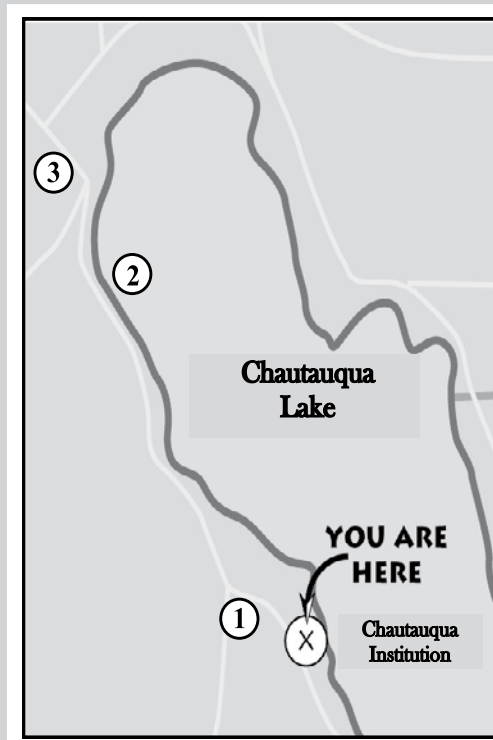 3
2
Chautauqua
Lake
YOU ARE
HERE
1
X
Chautauqua
Institution